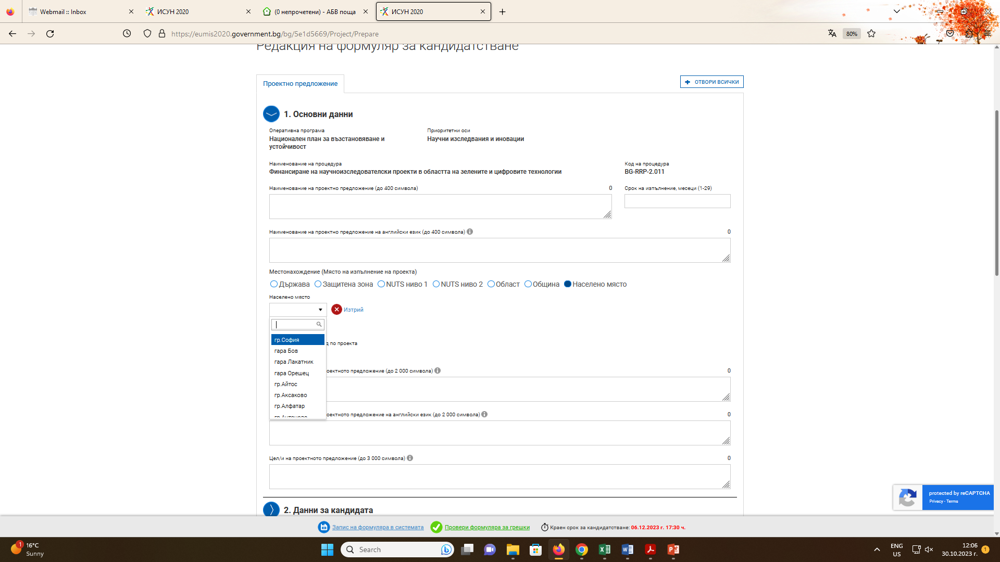 Webmail :: Inbox
ИСУН 2020
(0 непрочетени) - АБВ поща
ИСУН 2020
https://eumis2020.government.bg/bg/5e1d5669/Project/Prepare
80%
Редакция на формуляр за кандидатстване
Проектно предложение
ОТВОРИ ВСИЧКИ
1. Основни данни
Оперативна програма
Приоритетни оси
Национален план за възстановяване и
устойчивост
Научни изследвания и иновации
Наименование на процедура
Код на процедура
Финансиране на научноизследователски проекти в областта на зелените и цифровите технологии
BG-RRP-2.011
Наименование на проектно предложение (до 400 символа)
0
Срок на изпълнение, месеци (1-29)
Наименование на проектно предложение на английски език (до 400 символа)
0
Местонахождение (Място на изпълнение на проекта)
Държава
Защитена зона
NUTS ниво 1
NUTS ниво 2
Област
Община
Населено място
Населено място
Изтрий
гр.София
д по проекта
гара Бов
гара Лакатник
гара Орешец
оектното предложение (до 2 000 символа)
0
гр.Айтос
гр.Аксаково
гр.Алфатар
оектното предложение на английски език (до 2 000 символа)
0
Цел/и на проектното предложение (до 3 000 символа)
0
protected by reCAPTCHA
Privacy - Terms
2. Данни за кандидата
Запис на формуляра в системата
Провери формуляра за грешки
Краен срок за кандидатстване: 06.12.2023 г. 17:30 ч.
1
16°C
Sunny
Search
ENG
US
12:06
30.10.2023 г.
1